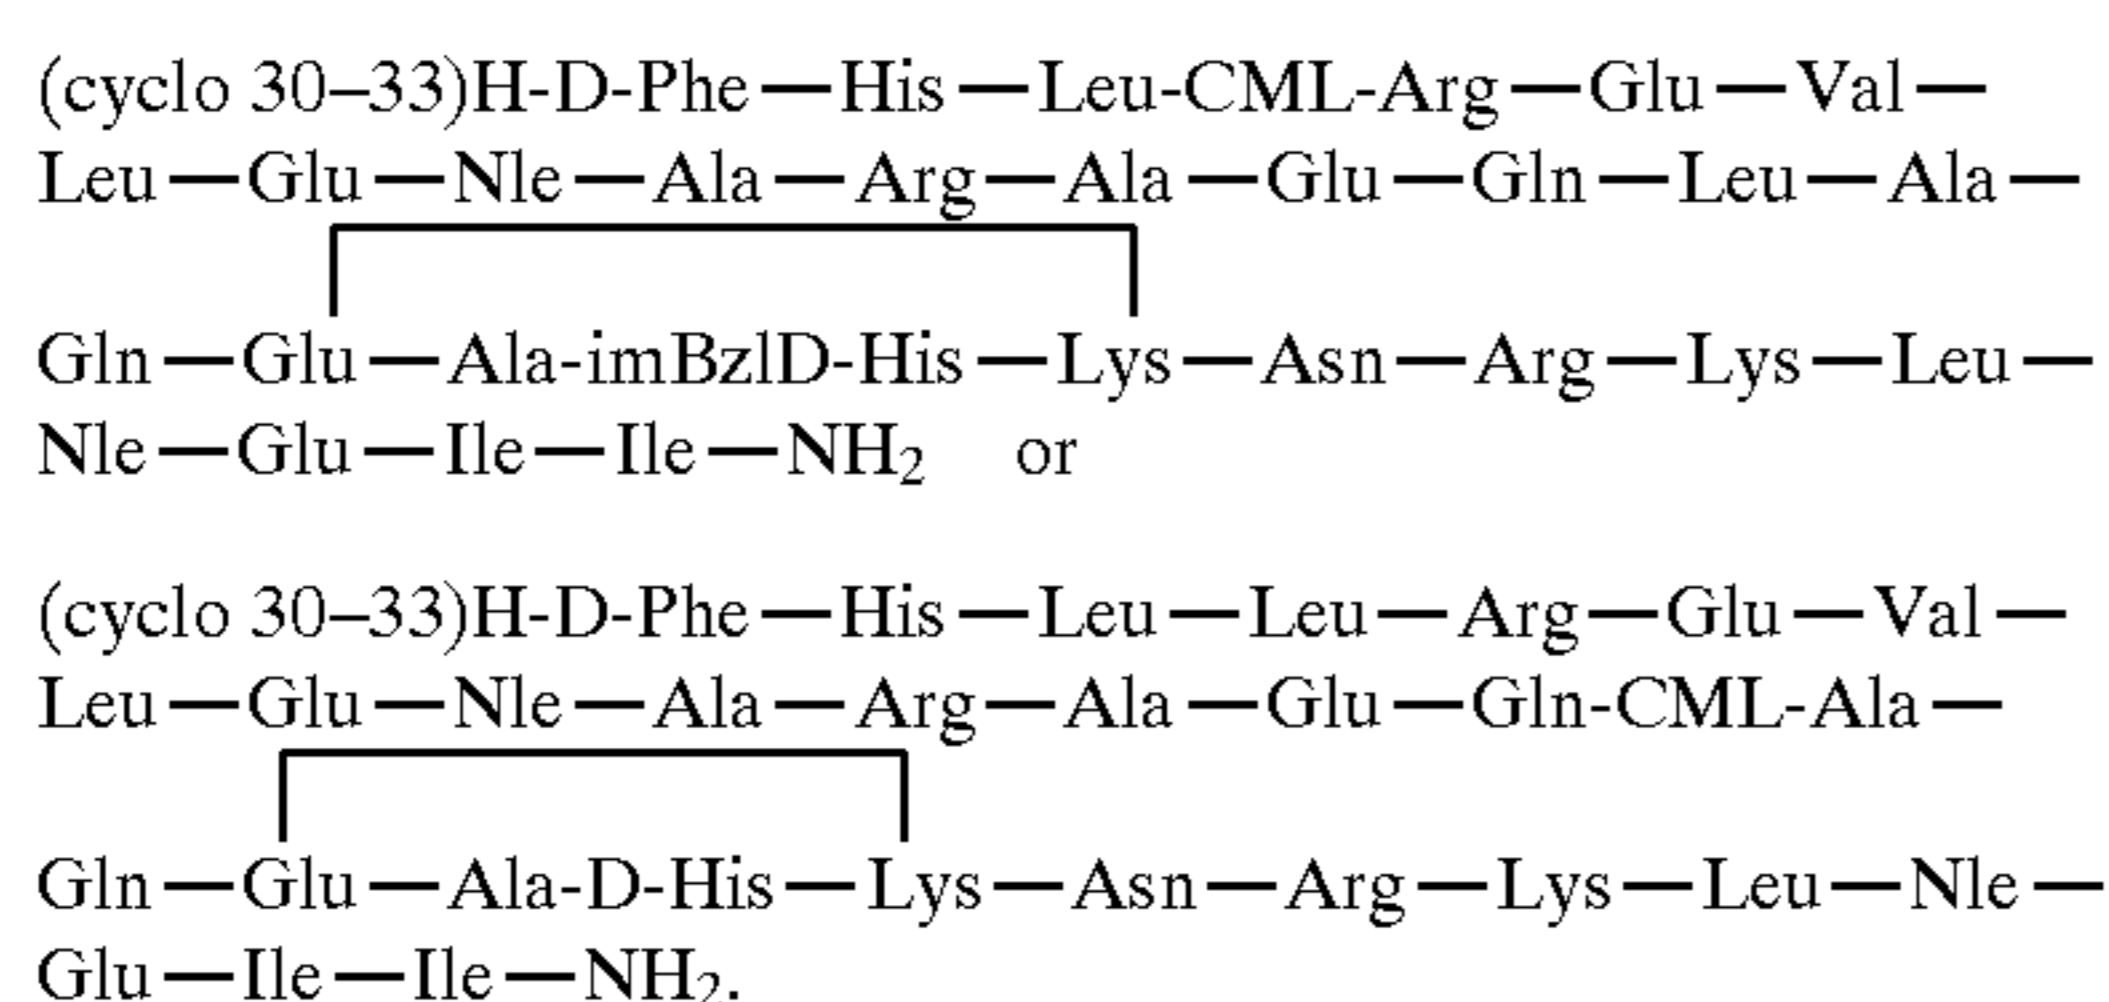 (cyclo 30–33)H-D-Phe—His—Leu-CML-Arg—Glu—Val—
Leu—Glu—Nle—Ala—Arg—Ala—Glu—Gln—Leu—Ala—
Gln—Glu—Ala-imBzlD-His—Lys—Asn—Arg—Lys—Leu—
Nle—Glu—Ile—Ile—NH₂ or
(cyclo 30–33)H-D-Phe—His—Leu—Leu—Arg—Glu—Val—
Leu—Glu—Nle—Ala—Arg—Ala—Glu—Gln-CML-Ala—
Gln—Glu—Ala-D-His—Lys—Asn—Arg—Lys—Leu—Nle—
Glu—Ile—Ile—NH₂.